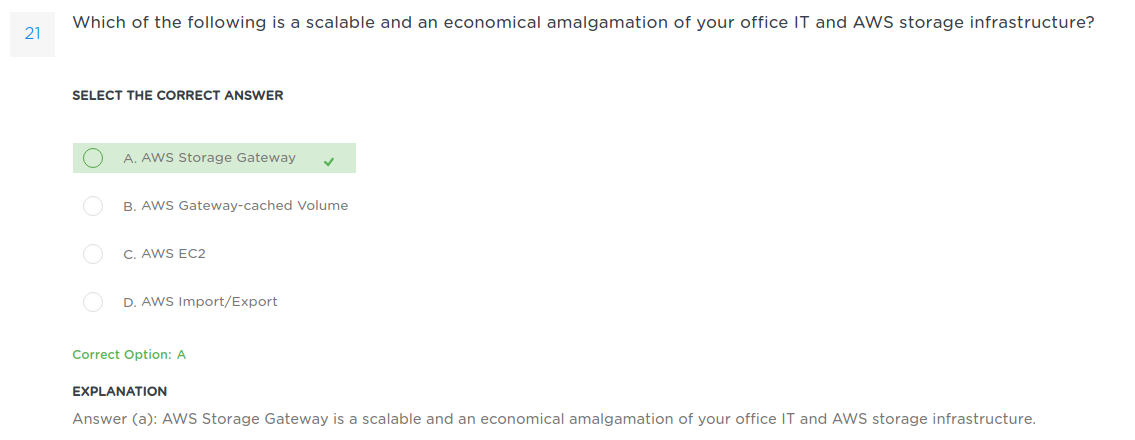 21
Which of the following is a scalable and an economical amalgamation of your office IT and AWS storage infrastructure?
SELECT THE CORRECT ANSWER
A. AWS Storage Gateway
B. AWS Gateway-cached Volume
C. AWS EC2
D. AWS Import/Export
Correct Option: A
EXPLANATION
Answer (a): AWS Storage Gateway is a scalable and an economical amalgamation of your office IT and AWS storage infrastructure.